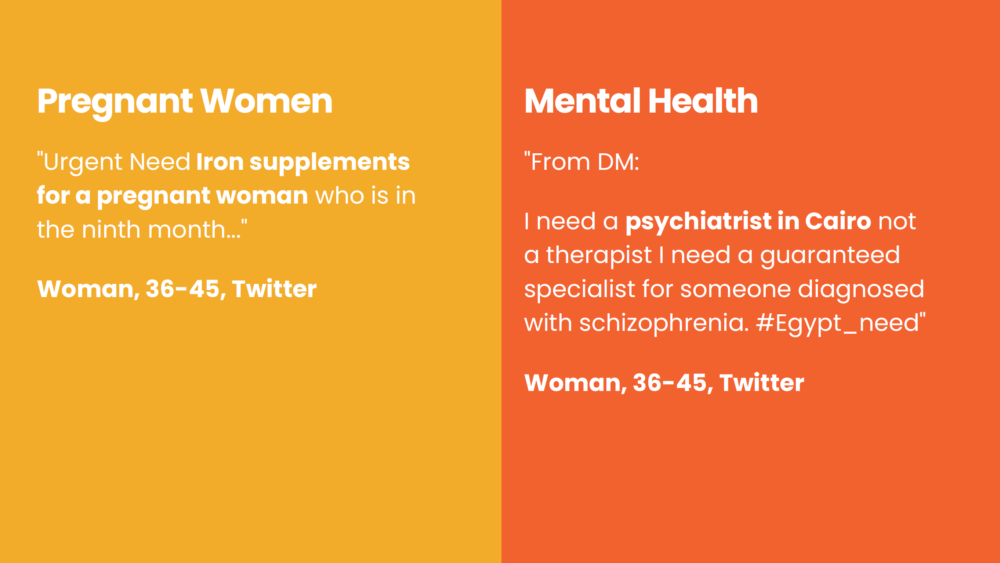 Pregnant Women
"Urgent Need Iron supplements
for a pregnant woman who is in
the ninth month..."
Woman, 36-45, Twitter
Mental Health
"From DM:
I need a psychiatrist in Cairo not
a therapist I need a guaranteed
specialist for someone diagnosed
with schizophrenia. #Egypt_need"
Woman, 36-45, Twitter